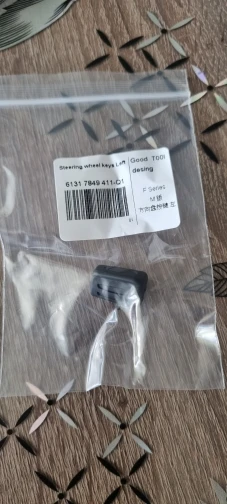 Steering wheel keys Left
6131 7849 411-01
Good Tool
desing
F Series
M 键
方向盘按键 左